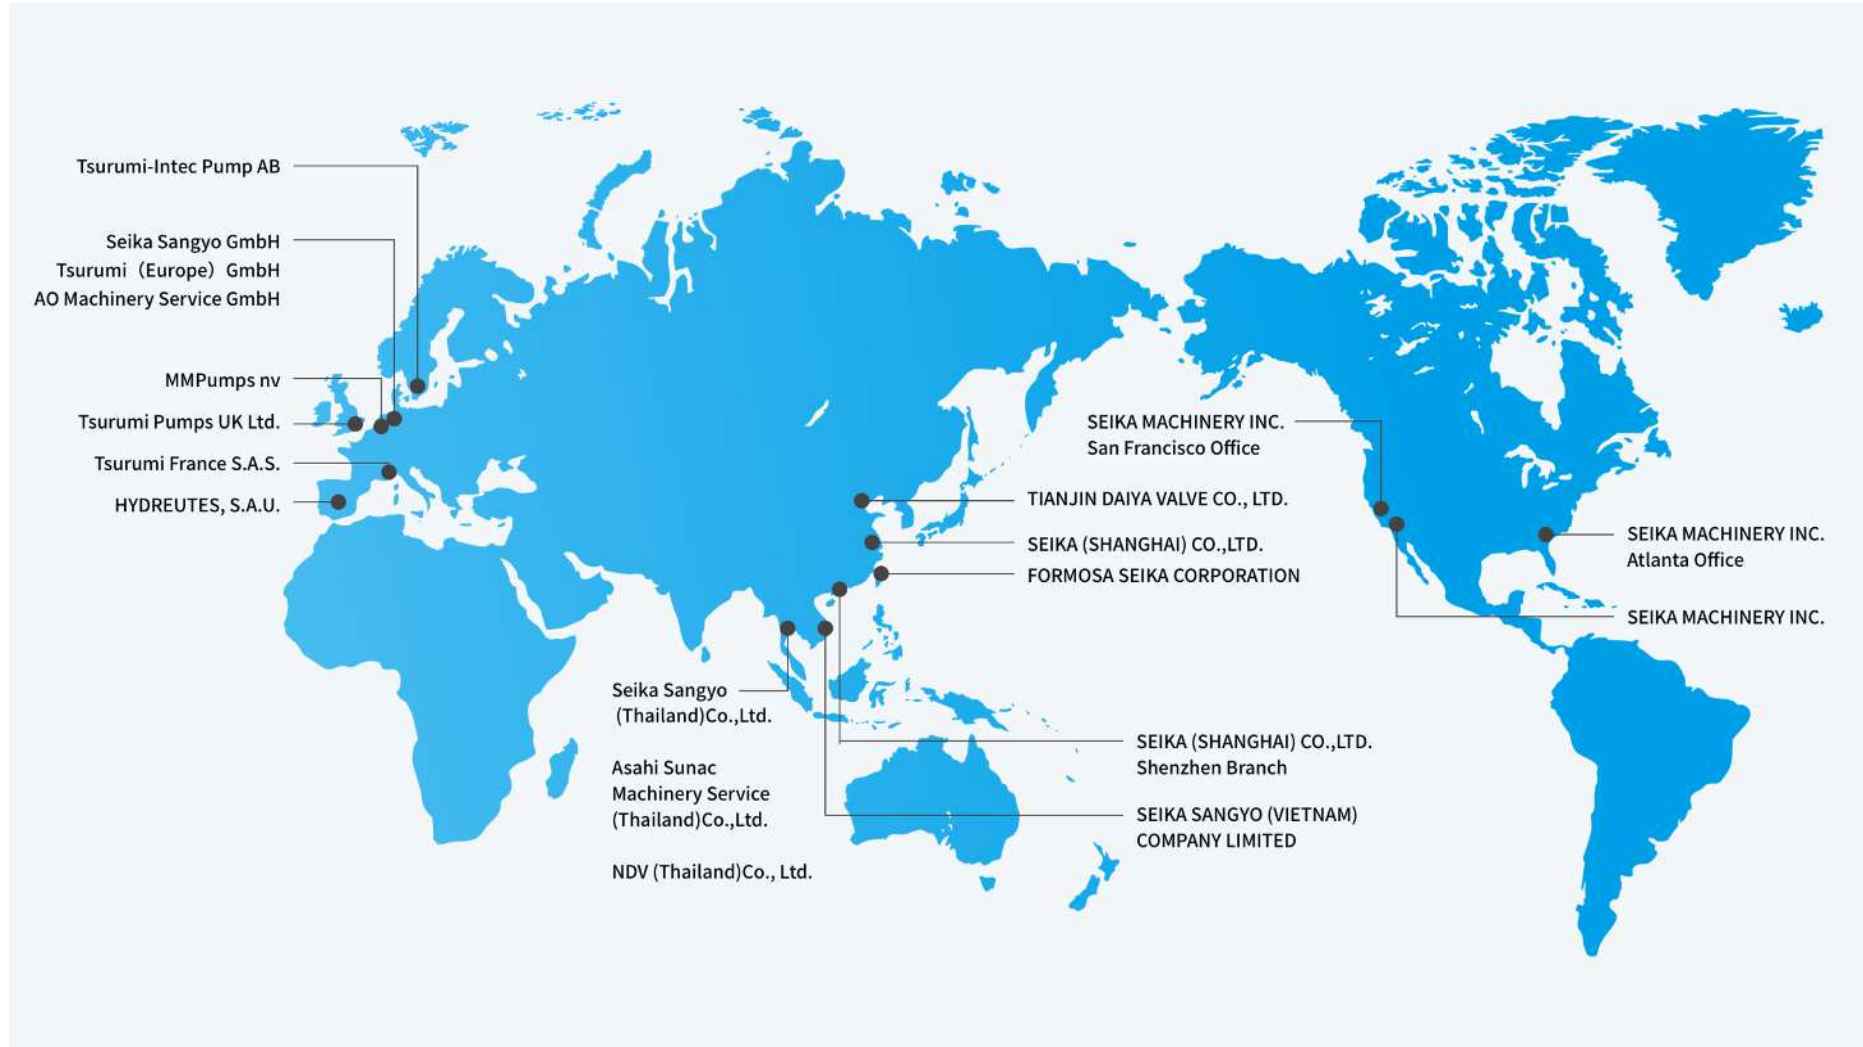 Tsurumi-Intec Pump AB
Seika Sangyo GmbH
Tsurumi（Europe）GmbH
AO Machinery Service GmbH
MMPumps nv
Tsurumi Pumps UK Ltd.
Tsurumi France S.A.S.
HYDREUTES, S.A.U.
SEIKA MACHINERY INC.
San Francisco Office
TIANJIN DAIYA VALVE CO., LTD.
SEIKA (SHANGHAI) CO.,LTD.
FORMOSA SEIKA CORPORATION
SEIKA MACHINERY INC.
Atlanta Office
SEIKA MACHINERY INC.
Seika Sangyo
(Thailand)Co.,Ltd.
Asahi Sunac
Machinery Service
(Thailand)Co.,Ltd.
NDV (Thailand)Co., Ltd.
SEIKA (SHANGHAI) CO.,LTD.
Shenzhen Branch
SEIKA SANGYO (VIETNAM)
COMPANY LIMITED